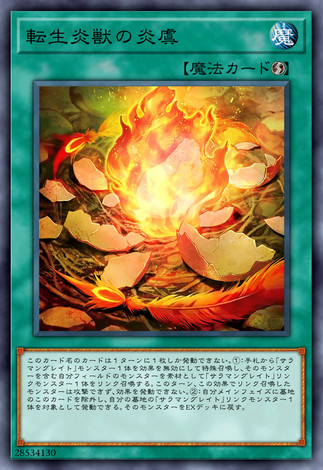 転生炎獣の炎虞
魔
【魔法カード】
このカード名のカードは1ターンに1枚しか発動できない。①:手札から「サラ
マングレイト」モンスター1体を効果を無効にして特殊召喚し、そのモンスタ
ーを含む自分フィールドのモンスターを素材として「サラマングレイト」リン
クモンスター1体をリンク召喚する。このターン、この効果でリンク召喚した
モンスターは攻撃できず、効果を発動できない。②:自分メインフェイズに墓地
のこのカードを除外し、自分の墓地の「サラマングレイト」リンクモンスター1
体を対象として発動できる。そのモンスターをEXデッキに戻す。
28534130